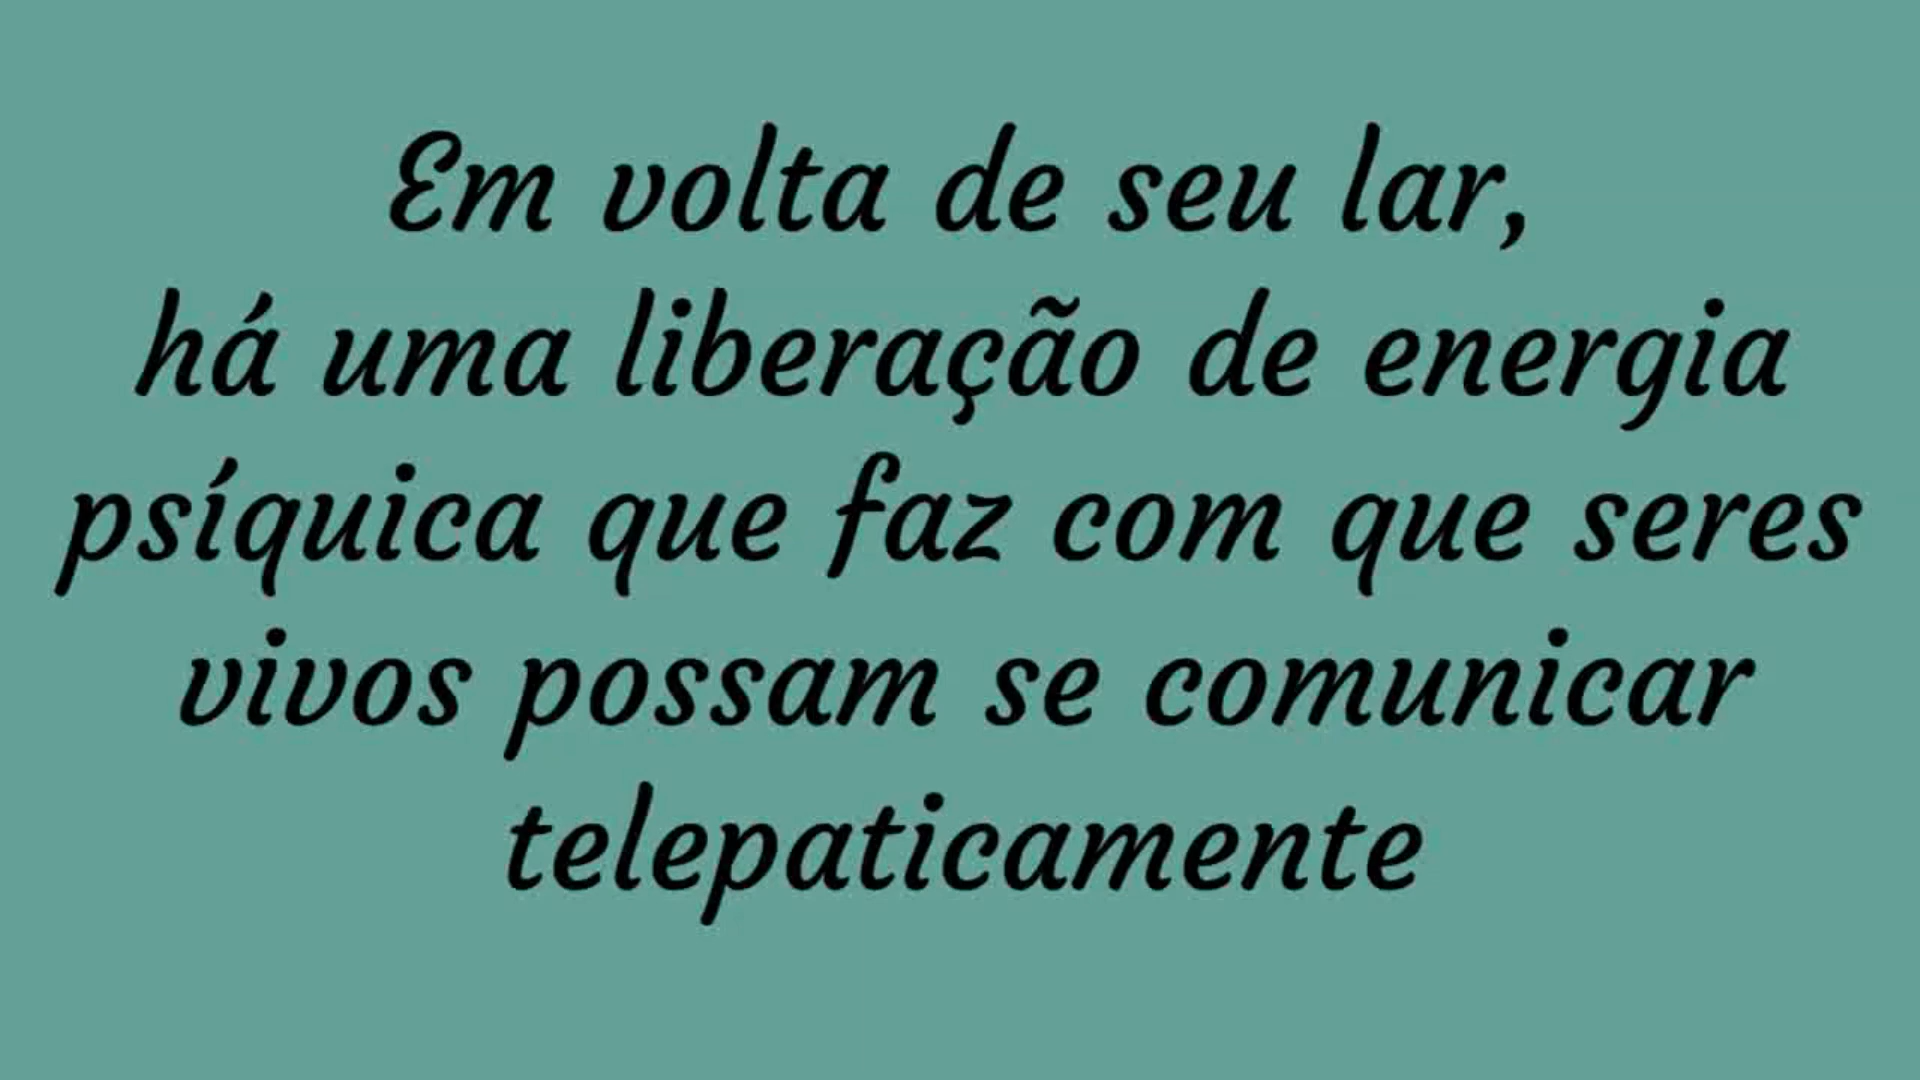 Em volta de seu lar,
há uma liberação de energia
psíquica que faz com que seres
vivos possam se comunicar
telepaticamente